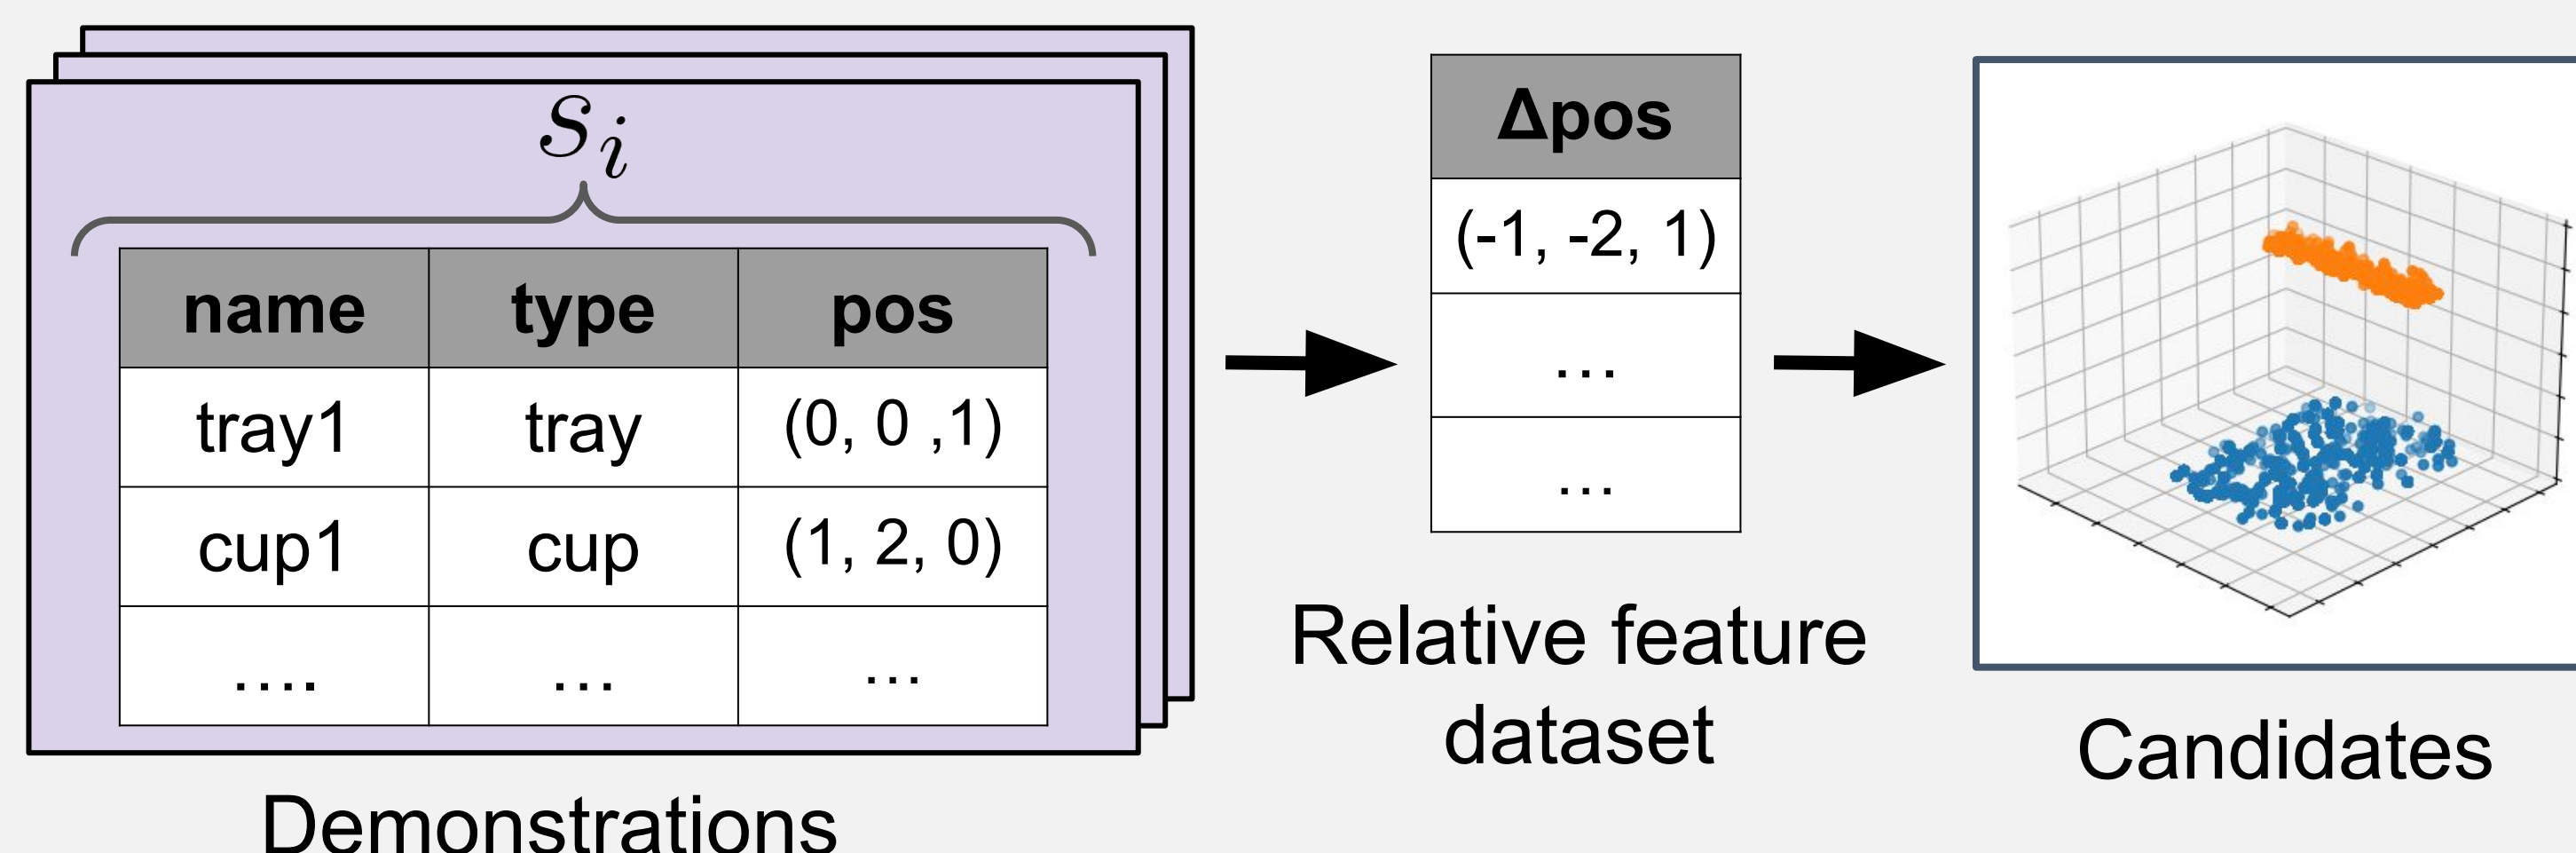 s_i
name type pos
tray1 tray (0, 0 ,1)
cup1 cup (1, 2, 0)
…. … …
Demonstrations
Δpos
(-1, -2, 1)
…
…
Relative feature
dataset
Candidates